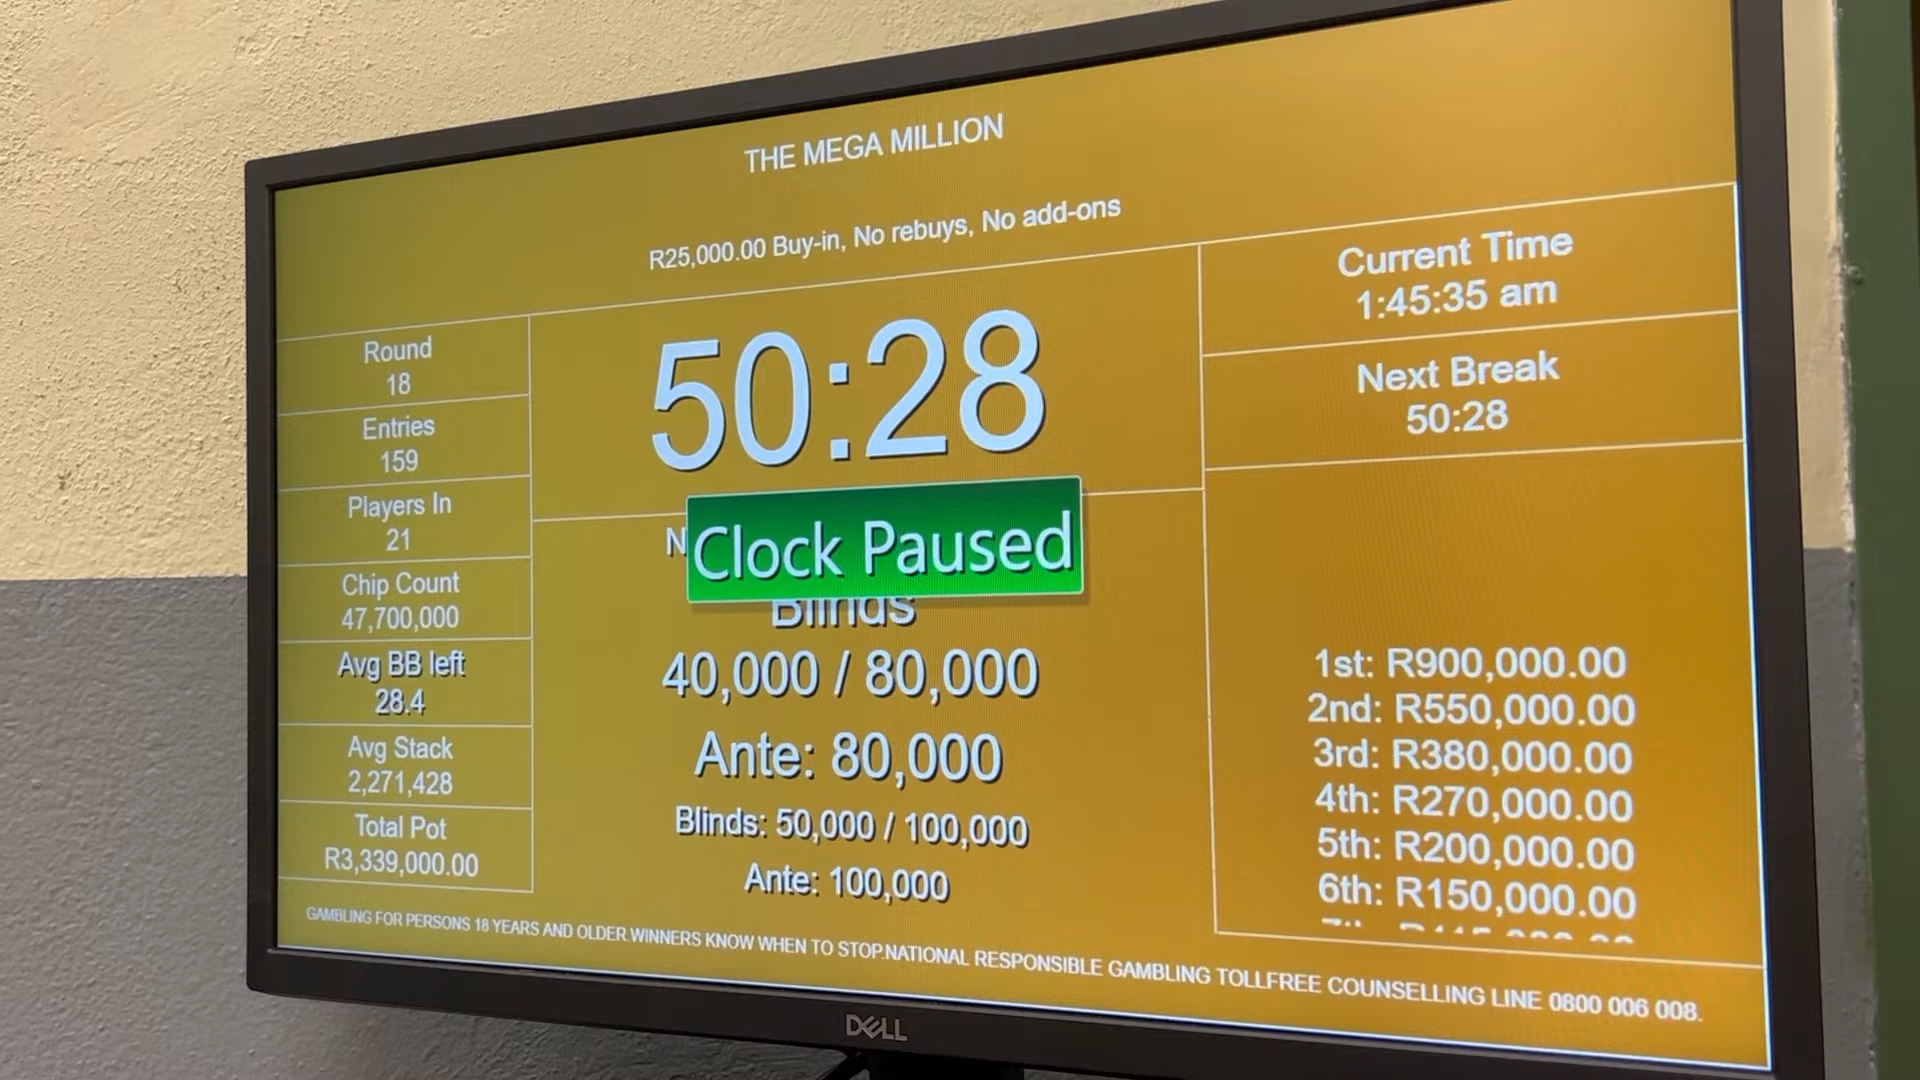 THE MEGA MILLION
R25,000.00 Buy-in, No rebuys, No add-ons
Round
18
Entries
159
Players In
21
Chip Count
47,700,000
Avg BB left
28.4
Avg Stack
2,271,428
Total Pot
R3,339,000.00
50:28
Clock Paused
Blinds
40,000 / 80,000
Ante: 80,000
Blinds: 50,000 / 100,000
Ante: 100,000
Current Time
1:45:35 am
Next Break
50:28
1st: R900,000.00
2nd: R550,000.00
3rd: R380,000.00
4th: R270,000.00
5th: R200,000.00
6th: R150,000.00
GAMBLING FOR PERSONS 18 YEARS AND OLDER.WINNERS KNOW WHEN TO STOP.NATIONAL RESPONSIBLE GAMBLING TOLLFREE COUNSELLING LINE 0800 006 008.
DELL